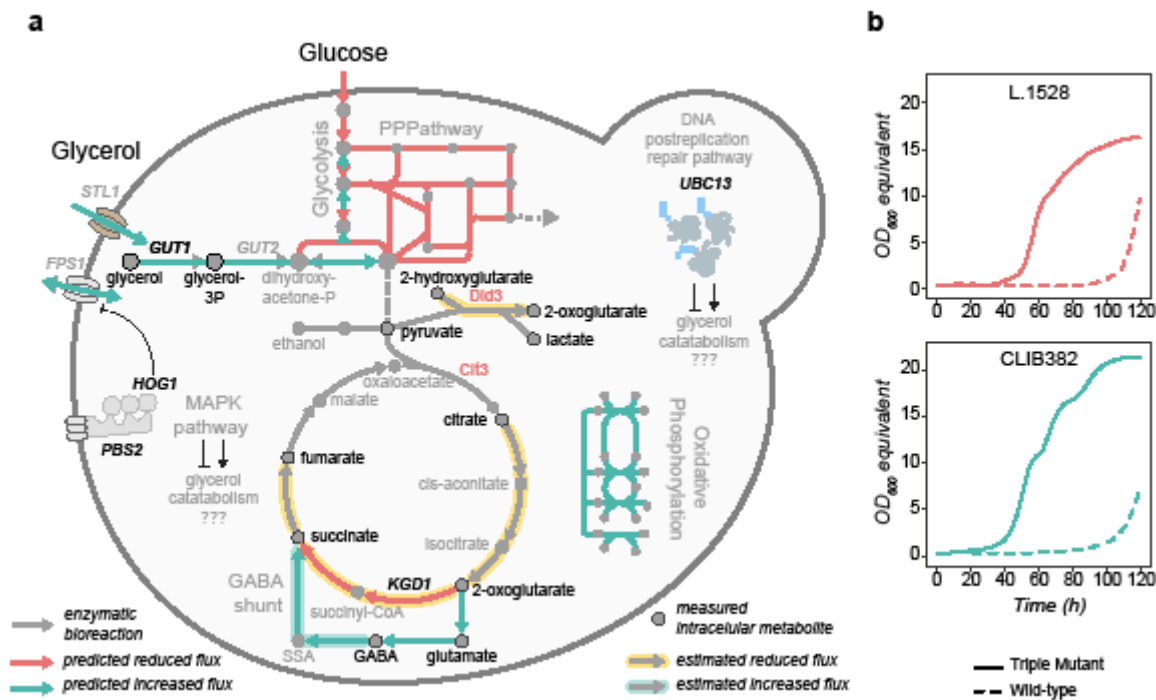 a
Glucose
Glycerol
STL1
Glycolysis
PPPathway
GUT1
GUT2
FPS1
glycerol
glycerol-
3P
dihydroxy-
acetone-P
2-hydroxyglutarate
Dld3
2-oxoglutarate
lactate
pyruvate
ethanol
DNA
postreplication
repair pathway
UBC13
glycerol
catatabolism
???
HOG1
MAPK
pathway
PBS2
glycerol
catatabolism
???
oxaloacetate
Cit3
malate
citrate
fumarate
cis-aconitate
isocitrate
succinate
KGD1
succinyl-CoA
2-oxoglutarate
GABA
shunt
SSA
GABA
glutamate
Oxidative
Phosphorylation
enzymatic
bioreaction
predicted reduced flux
predicted increased flux
measured
intracelular metabolite
estimated reduced flux
estimated increased flux
b
L.1528
OD600 equivalent
20
15
10
5
0
0 20 40 60 80 100 120
CLIB382
OD600 equivalent
20
15
10
5
0
0 20 40 60 80 100 120
Time (h)
Triple Mutant
Wild-type